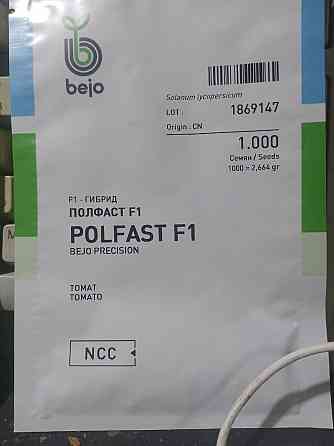 bejo
Solanum lycopersicum
LOT : 1869147
Origin : CN
1.000
Семян / Seeds
1000 = 2,664 gr
F1 - ГИБРИД
ПОЛФАСТ F1
POLFAST F1
BEJO PRECISION
ТОМАТ
TOMATO
NCC